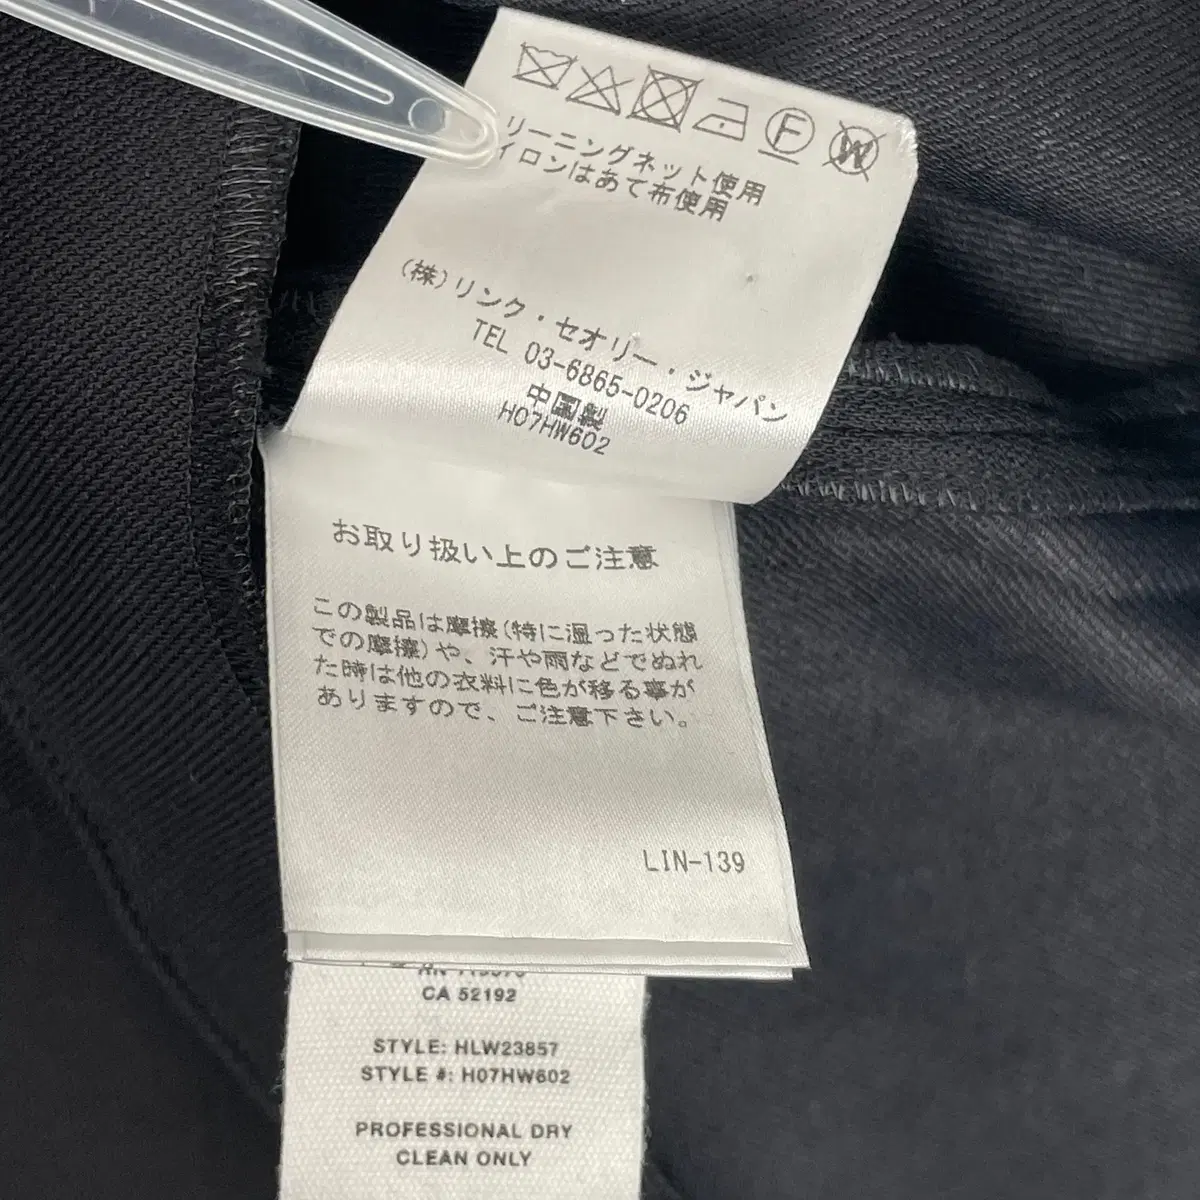 F W
リーニングネット使用
イロンはあて布使用
(株)リンク・セオリー・ジャパン
TEL 03-6865-0206
中国製
H07HW602
お取り扱い上のご注意
この製品は摩擦(特に湿った状態
での摩擦)や、汗や雨などでぬれ
た時は他の衣料に色が移る事が
ありますので、ご注意下さい。
LIN-139
RN
CA 52192
STYLE: HLW23857
STYLE #: H07HW602
PROFESSIONAL DRY
CLEAN ONLY